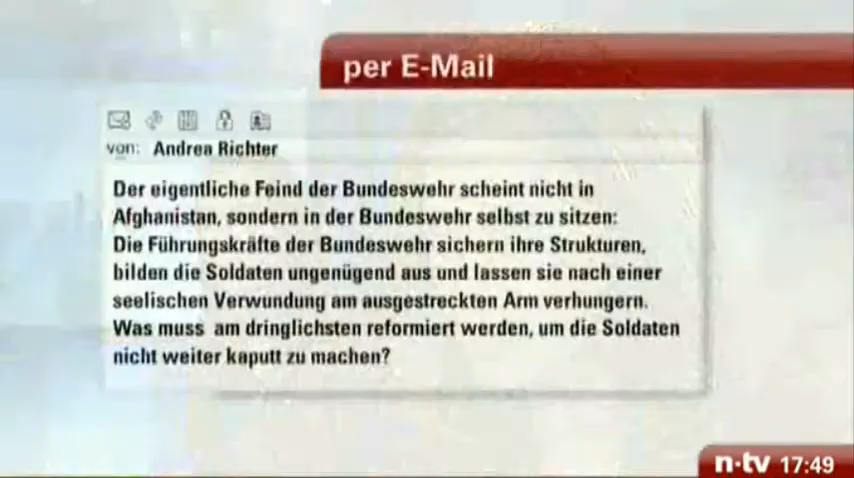 per E-Mail
von: Andrea Richter
Der eigentliche Feind der Bundeswehr scheint nicht in
Afghanistan, sondern in der Bundeswehr selbst zu sitzen:
Die Führungskräfte der Bundeswehr sichern ihre Strukturen,
bilden die Soldaten ungenügend aus und lassen sie nach einer
seelischen Verwundung am ausgestreckten Arm verhungern.
Was muss am dringlichsten reformiert werden, um die Soldaten
nicht weiter kaputt zu machen?
n-tv 17:49